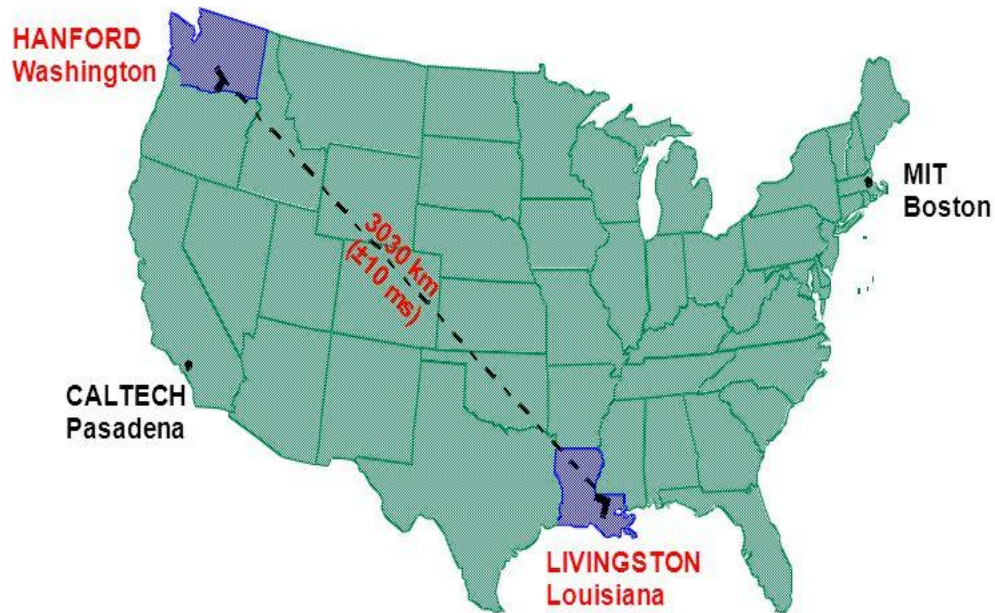 HANFORD
Washington
3030 km
(±10 ms)
MIT
Boston
CALTECH
Pasadena
LIVINGSTON
Louisiana